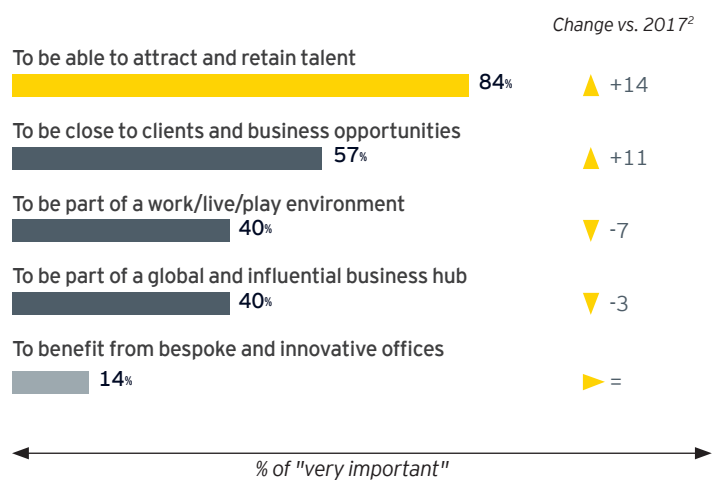 Change vs. 2017²
To be able to attract and retain talent
84% +14
To be close to clients and business opportunities
57% +11
To be part of a work/live/play environment
40% -7
To be part of a global and influential business hub
40% -3
To benefit from bespoke and innovative offices
14% =
% of "very important"